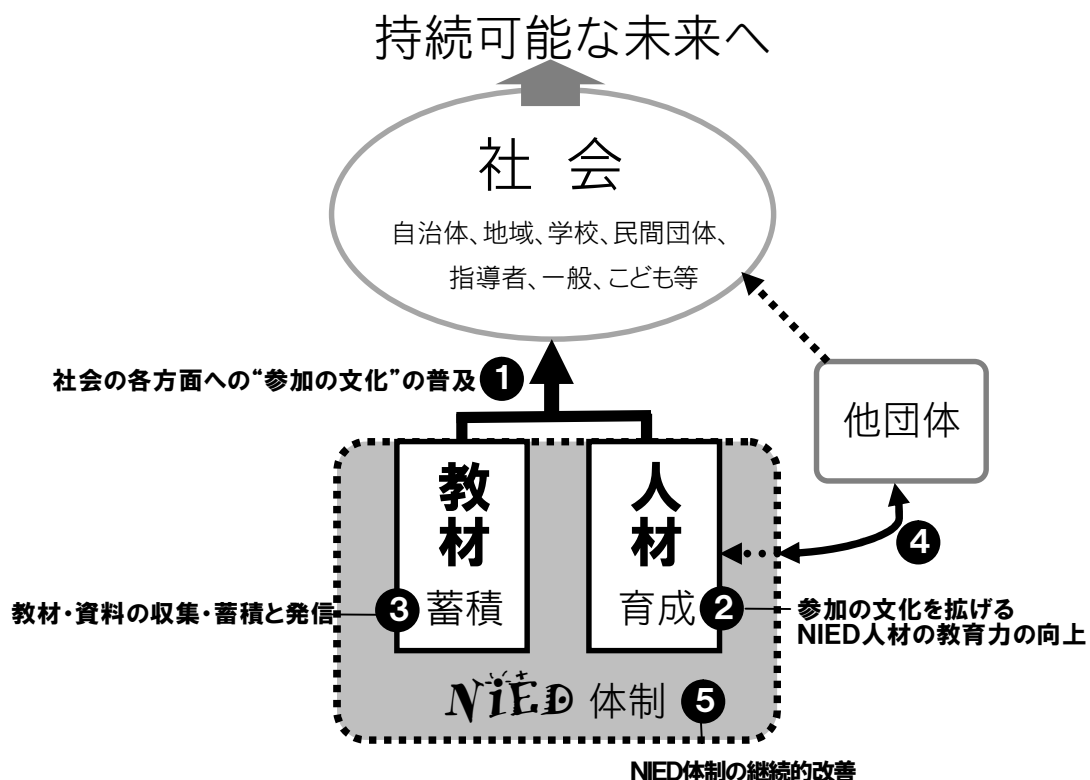 持続可能な未来へ
社 会
自治体、地域、学校、民間団体、
指導者、一般、こども等
社会の各方面への“参加の文化”の普及 1
他団体
教材
人材
4
教材・資料の収集・蓄積と発信
3 蓄積
育成 2
参加の文化を拡げる
NIED人材の教育力の向上
NiED 体制 5
NIED体制の継続的改善